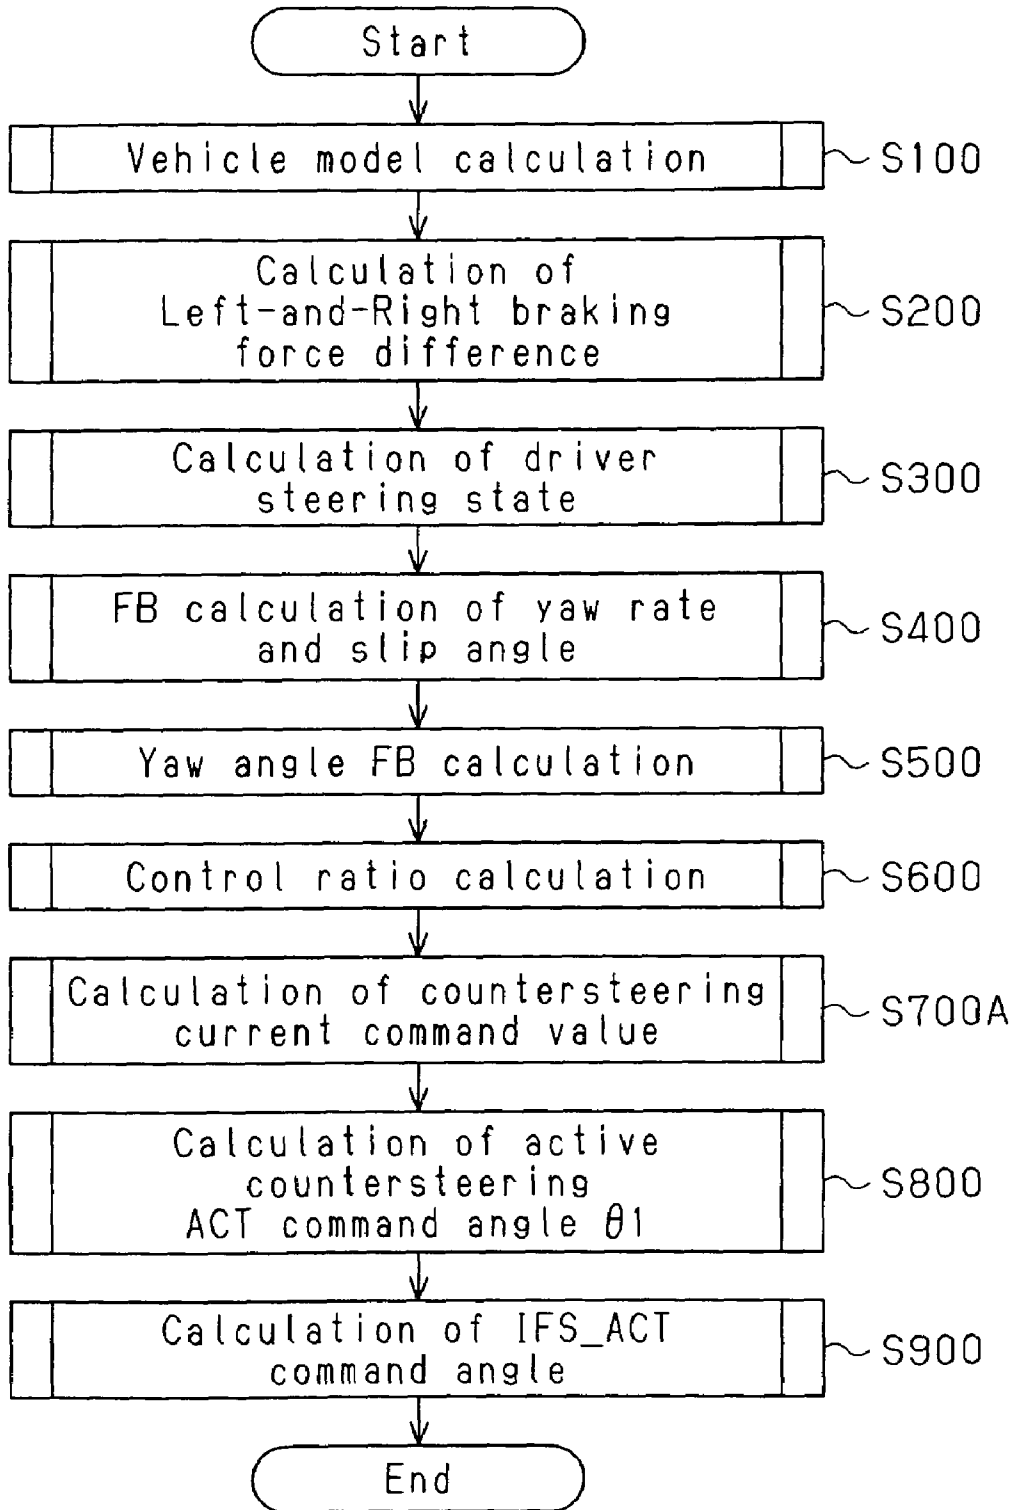 Start
Vehicle model calculation
S100
Calculation of
Left-and-Right braking
force difference
S200
Calculation of driver
steering state
S300
FB calculation of yaw rate
and slip angle
S400
Yaw angle FB calculation
S500
Control ratio calculation
S600
Calculation of countersteering
current command value
S700A
Calculation of active
countersteering
ACT command angle θ1
S800
Calculation of IFS_ACT
command angle
S900
End